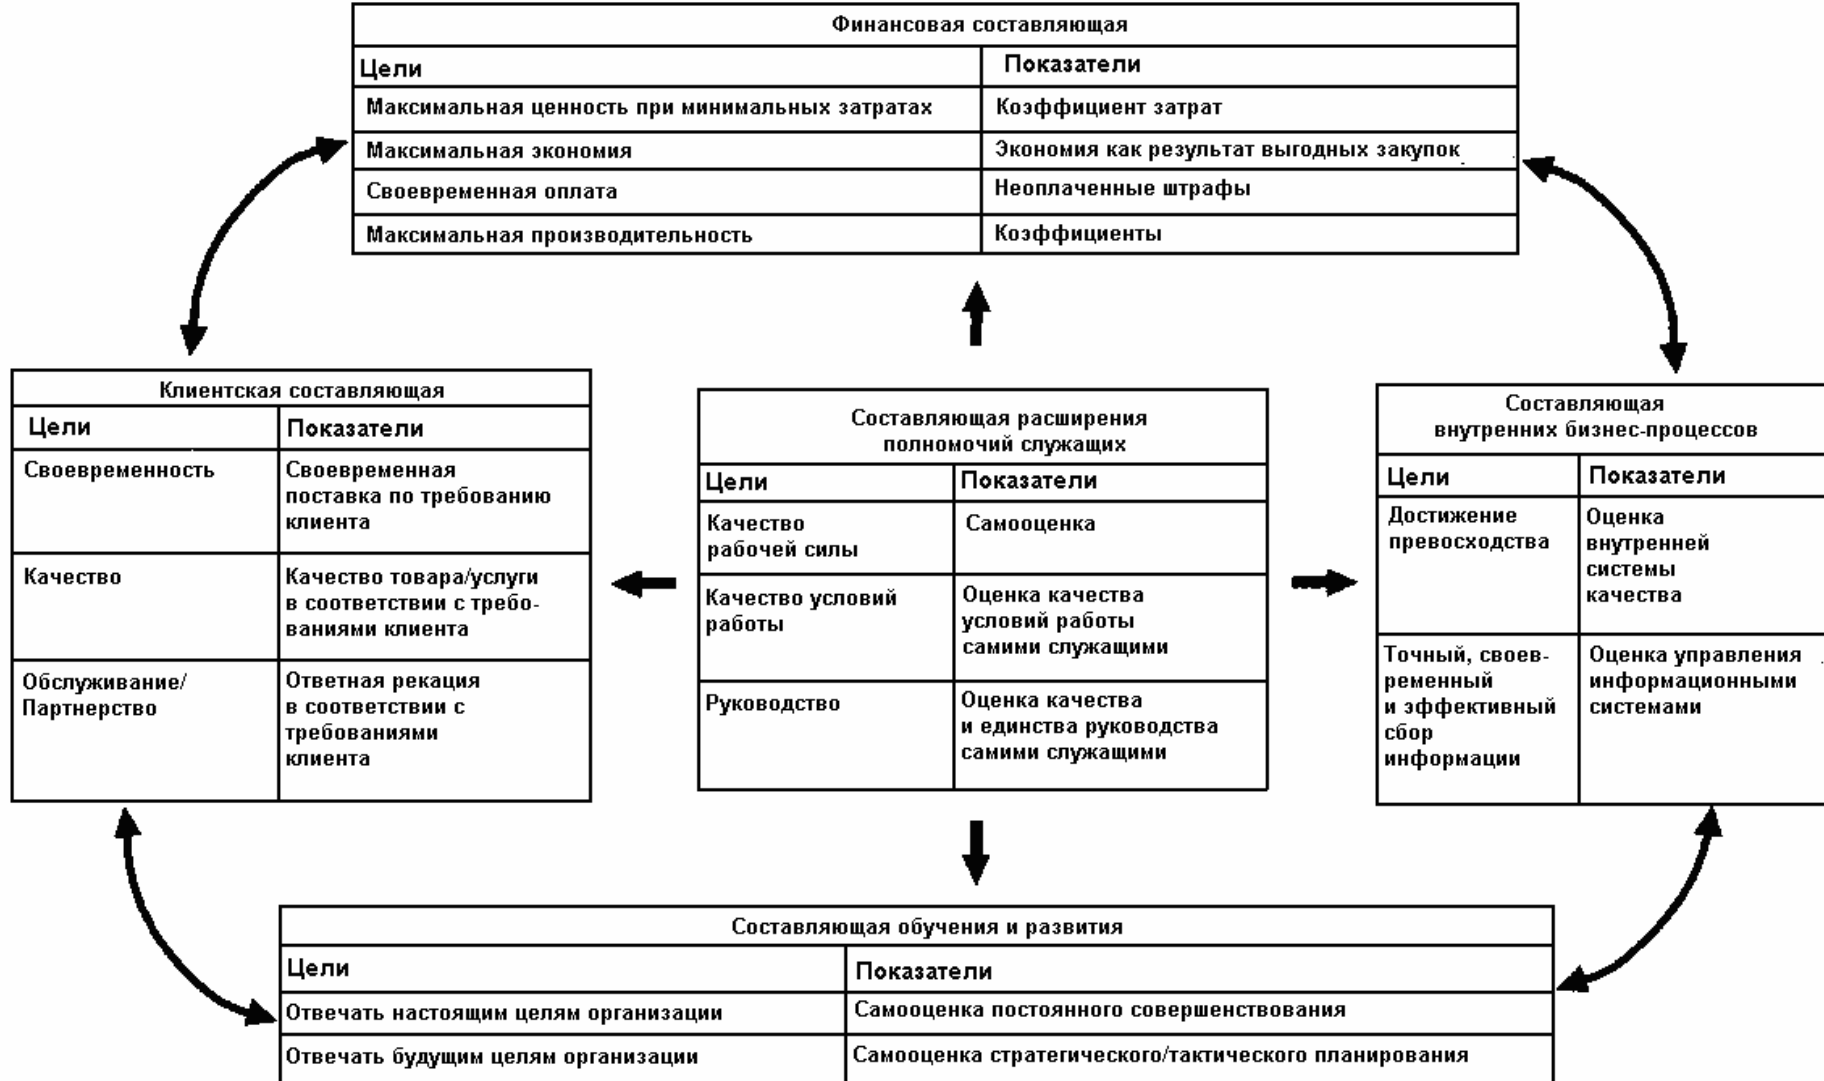 Финансовая составляющая
Цели
Показатели
Максимальная ценность при минимальных затратах
Коэффициент затрат
Максимальная экономия
Экономия как результат выгодных закупок
Своевременная оплата
Неоплаченные штрафы
Максимальная производительность
Коэффициенты
Клиентская составляющая
Цели
Показатели
Своевременность
Своевременная
поставка по требованию
клиента
Качество
Качество товара/услуги
в соответствии с требо-
ваниями клиента
Обслуживание/
Партнерство
Ответная рекация
в соответствии с
требованиями
клиента
Составляющая расширения
полномочий служащих
Цели
Показатели
Качество
рабочей силы
Самооценка
Качество условий
работы
Оценка качества
условий работы
самими служащими
Руководство
Оценка качества
и единства руководства
самими служащими
Составляющая
внутренних бизнес-процессов
Цели
Показатели
Достижение
превосходства
Оценка
внутренней
системы
качества
Точный, своев-
ременный
и эффективный
сбор
информации
Оценка управления
информационными
системами
Составляющая обучения и развития
Цели
Показатели
Отвечать настоящим целям организации
Самооценка постоянного совершенствования
Отвечать будущим целям организации
Самооценка стратегического/тактического планирования